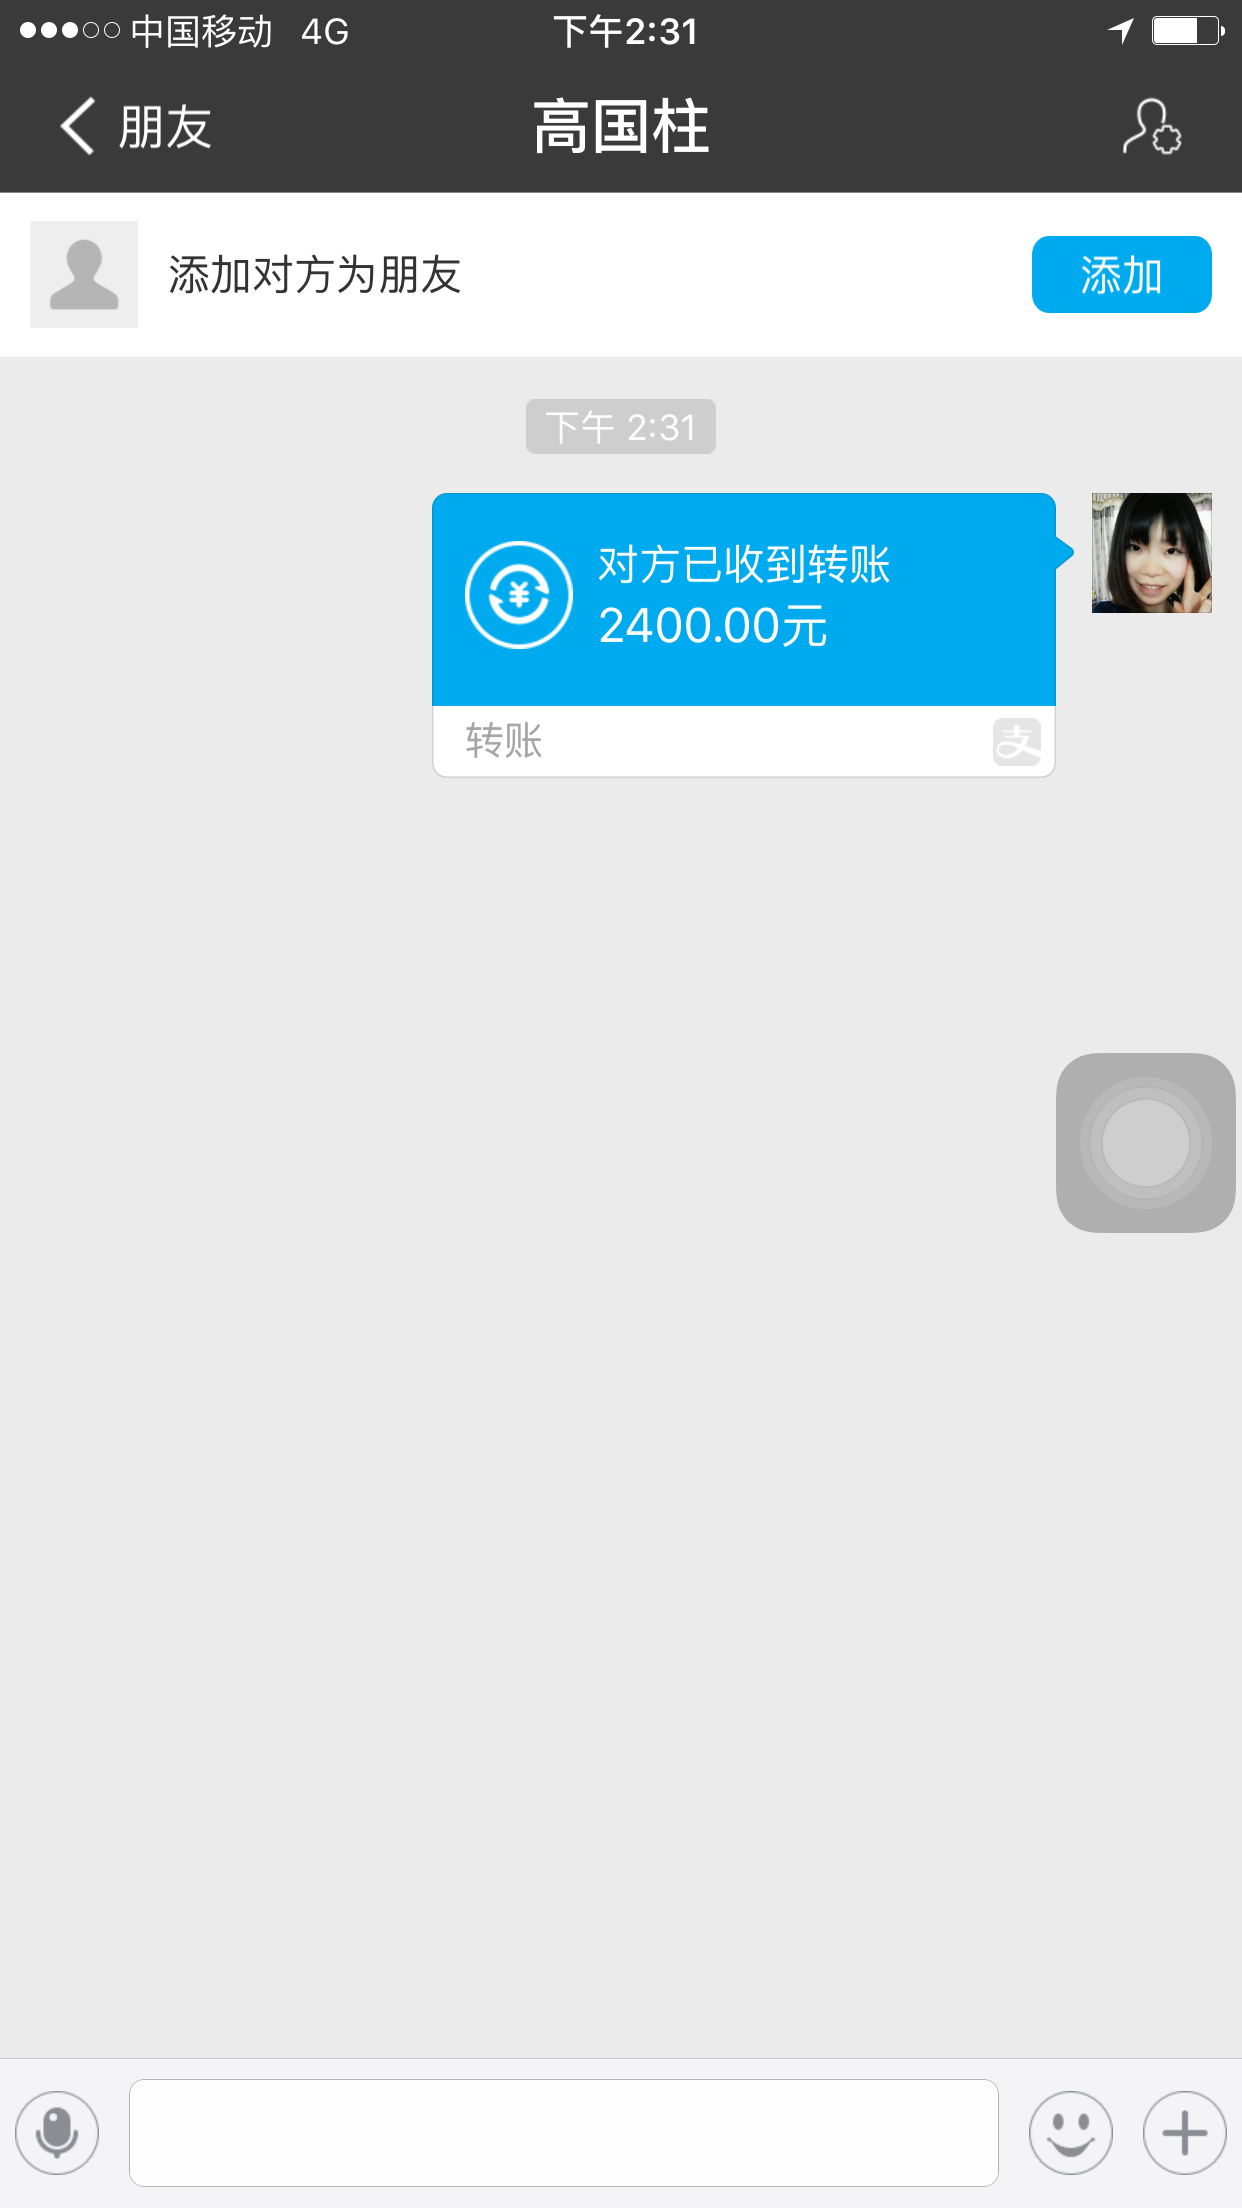 中国移动 4G 下午2:31
朋友 高国柱
添加对方为朋友 添加
下午 2:31
对方已收到转账
2400.00元
转账 支